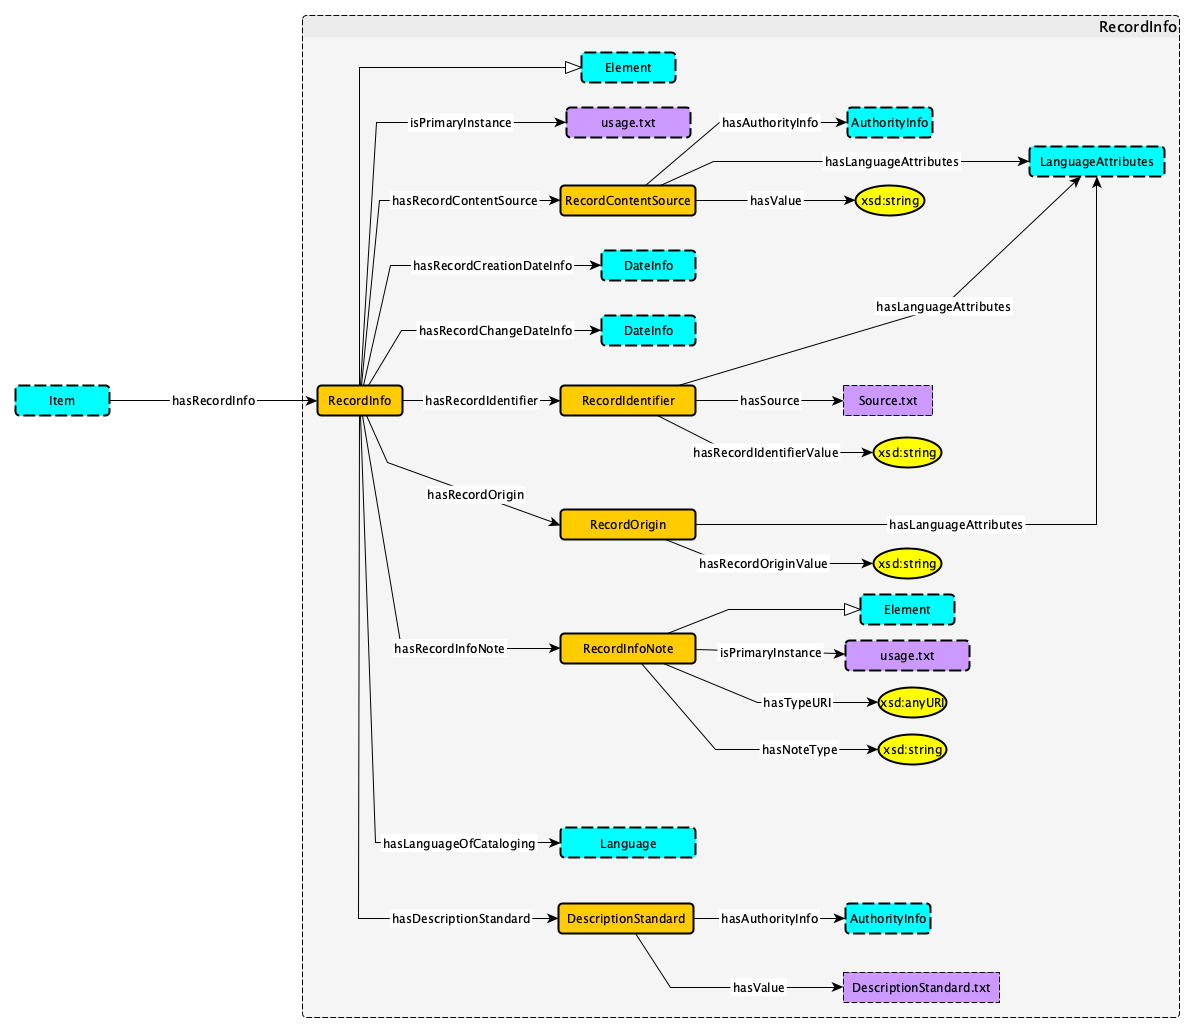 RecordInfo
Element
isPrimaryInstance
usage.txt
hasAuthorityInfo
AuthorityInfo
hasLanguageAttributes
LanguageAttributes
hasRecordContentSource
RecordContentSource
hasValue
xsd:string
hasRecordCreationDateInfo
DateInfo
hasLanguageAttributes
hasRecordChangeDateInfo
DateInfo
Item
hasRecordInfo
RecordInfo
hasRecordIdentifier
RecordIdentifier
hasSource
Source.txt
hasRecordIdentifierValue
xsd:string
hasRecordOrigin
RecordOrigin
hasLanguageAttributes
hasRecordOriginValue
xsd:string
Element
hasRecordInfoNote
RecordInfoNote
isPrimaryInstance
usage.txt
hasTypeURI
xsd:anyURI
hasNoteType
xsd:string
hasLanguageOfCataloging
Language
hasDescriptionStandard
DescriptionStandard
hasAuthorityInfo
AuthorityInfo
hasValue
DescriptionStandard.txt